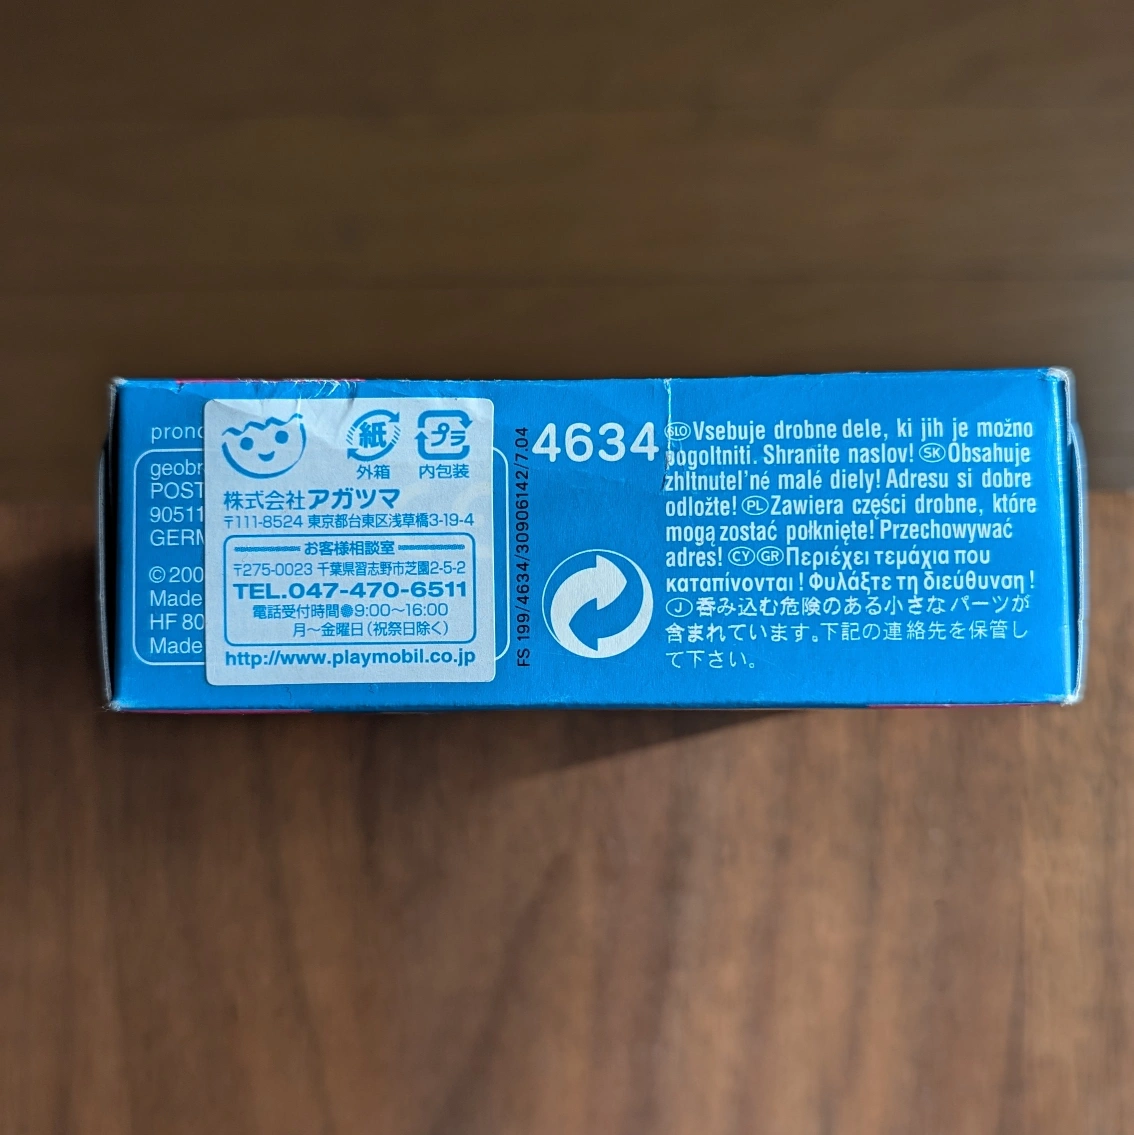 prono
geobr
POST
90511
GERM
© 200
Made
HF 80
Made
紙
外箱
プラ
内包装
株式会社アガツマ
〒111-8524 東京都台東区浅草橋3-19-4
お客様相談室
〒275-0023 千葉県習志野市芝園2-5-2
TEL.047-470-6511
電話受付時間●9:00〜16:00
月〜金曜日(祝祭日除く)
http://www.playmobil.co.jp
FS 199/4634/30906142/7.04
4634
SLO Vsebuje drobne dele, ki jih je možno
pogoltniti. Shranite naslov! SK Obsahuje
zhltnutel'né malé diely! Adresu si dobre
odložte! PL Zawiera części drobne, które
mogą zostać połknięte! Przechowywać
adres! CY GR Περιέχει τεμάχια που
καταπίνονται! Φυλάξτε τη διεύθυνση!
J 呑み込む危険のある小さなパーツが
含まれています。下記の連絡先を保管し
て下さい。